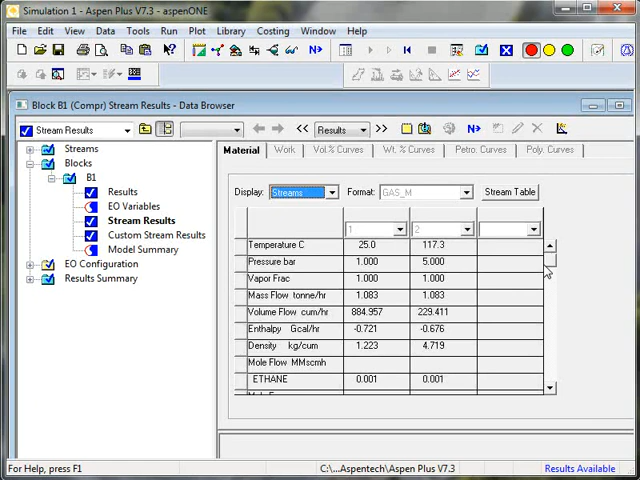 Simulation 1 - Aspen Plus V7.3 - aspenONE
File Edit View Data Tools Run Plot Library Costing Window Help
N»
Block B1 (Compr) Stream Results - Data Browser
Stream Results << Results >> N»
Streams
Blocks
B1
Results
EO Variables
Stream Results
Custom Stream Results
Model Summary
EO Configuration
Results Summary
Material Work Vol.% Curves Wt. % Curves Petro. Curves Poly. Curves
Display: Streams Format: GAS_M Stream Table
1 2
Temperature C 25.0 117.3
Pressure bar 1.000 5.000
Vapor Frac 1.000 1.000
Mass Flow tonne/hr 1.083 1.083
Volume Flow cum/hr 884.957 229.411
Enthalpy Gcal/hr -0.721 -0.676
Density kg/cum 1.223 4.719
Mole Flow MMscmh
ETHANE 0.001 0.001
For Help, press F1 C:\...Aspentech\Aspen Plus V7.3 Results Available